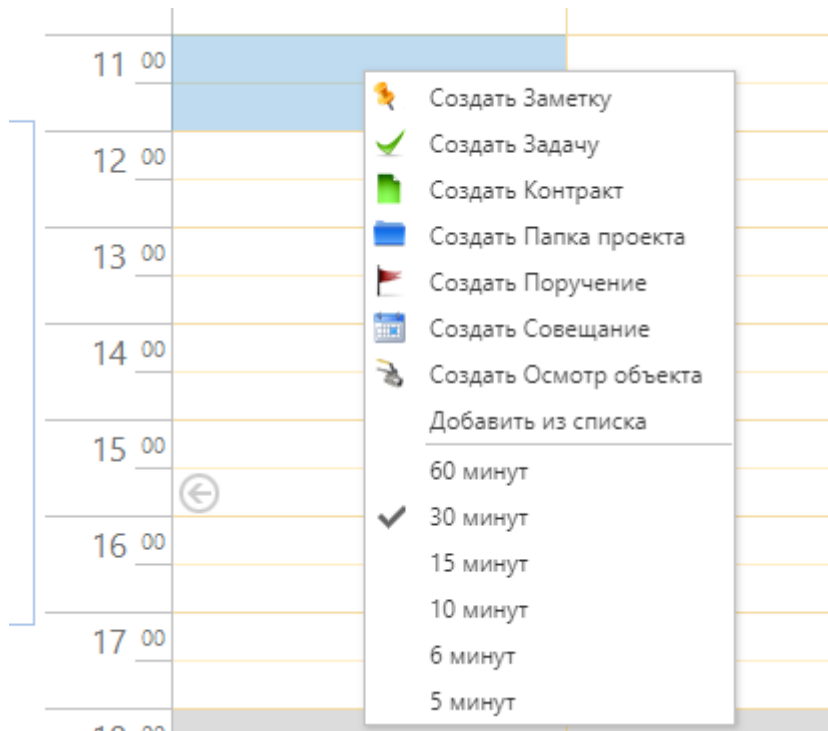 11 00
12 00
13 00
14 00
15 00
16 00
17 00
Создать Заметку
Создать Задачу
Создать Контракт
Создать Папка проекта
Создать Поручение
Создать Совещание
Создать Осмотр объекта
Добавить из списка
60 минут
30 минут
15 минут
10 минут
6 минут
5 минут